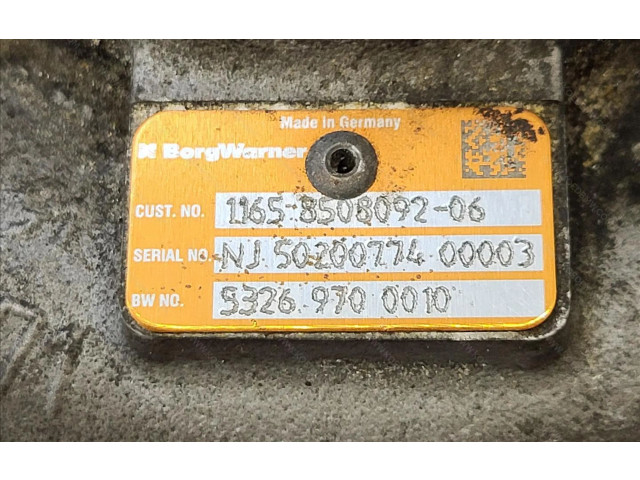 Made in Germany
BorgWarner
CUST. NO. 1165-8508092-06
SERIAL NO. NJ 50200774 00003
BW NO. 5326 970 0010